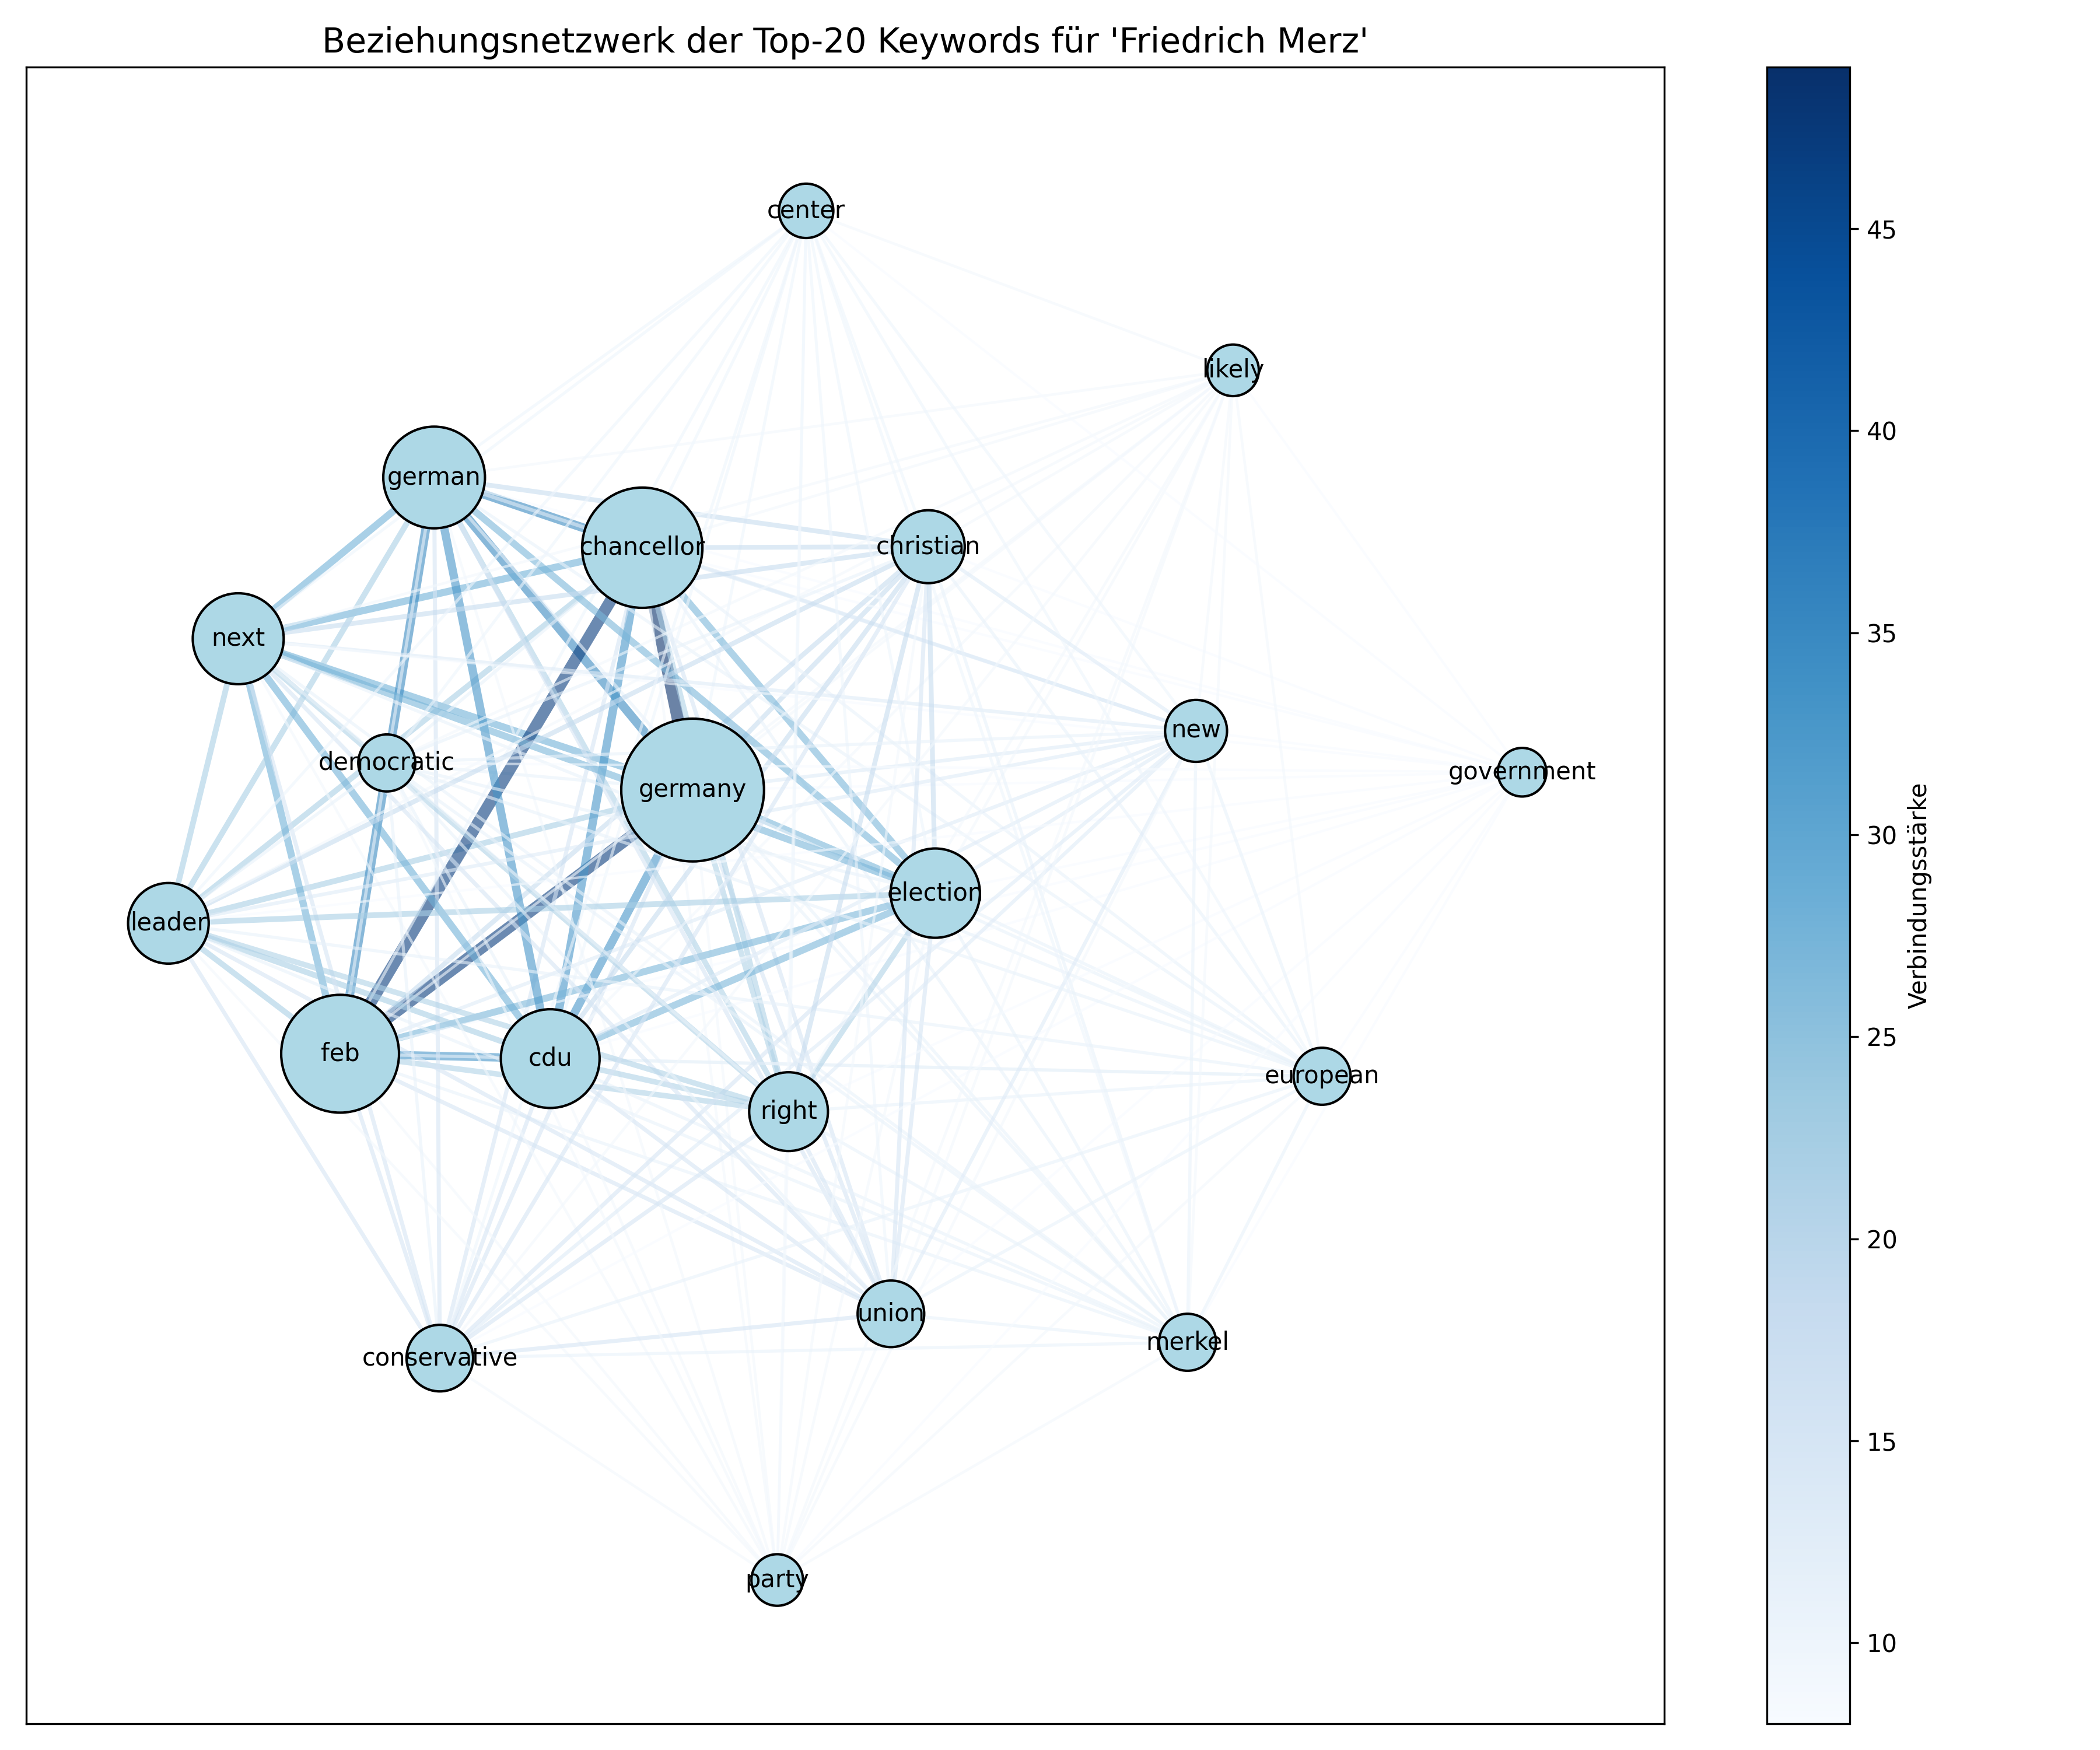 Beziehungsnetzwerk der Top-20 Keywords für 'Friedrich Merz'
center
likely
german
chancellor
christian
next
new
democratic
germany
government
election
leader
feb
cdu
right
european
union
merkel
conservative
party
45
40
35
30
25
20
15
10
Verbindungsstärke